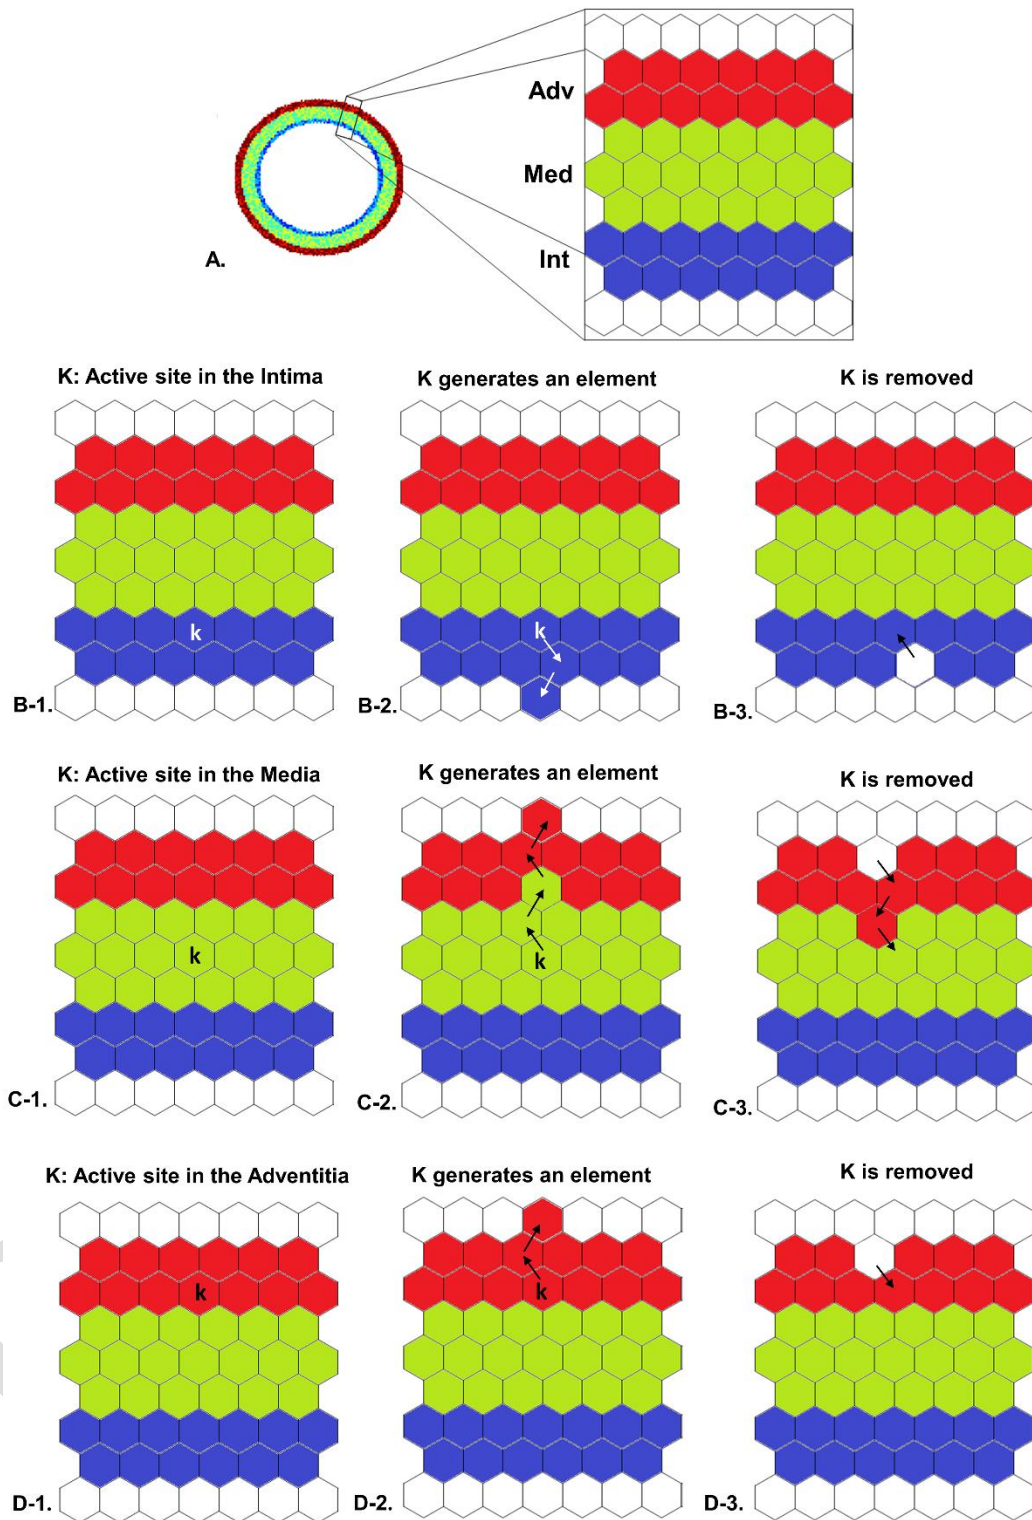 Adv
Med
Int
A.
K: Active site in the Intima
K generates an element
K is removed
k
k
B-1.
B-2.
B-3.
K: Active site in the Media
K generates an element
K is removed
k
k
C-1.
C-2.
C-3.
K: Active site in the Adventitia
K generates an element
K is removed
k
k
D-1.
D-2.
D-3.